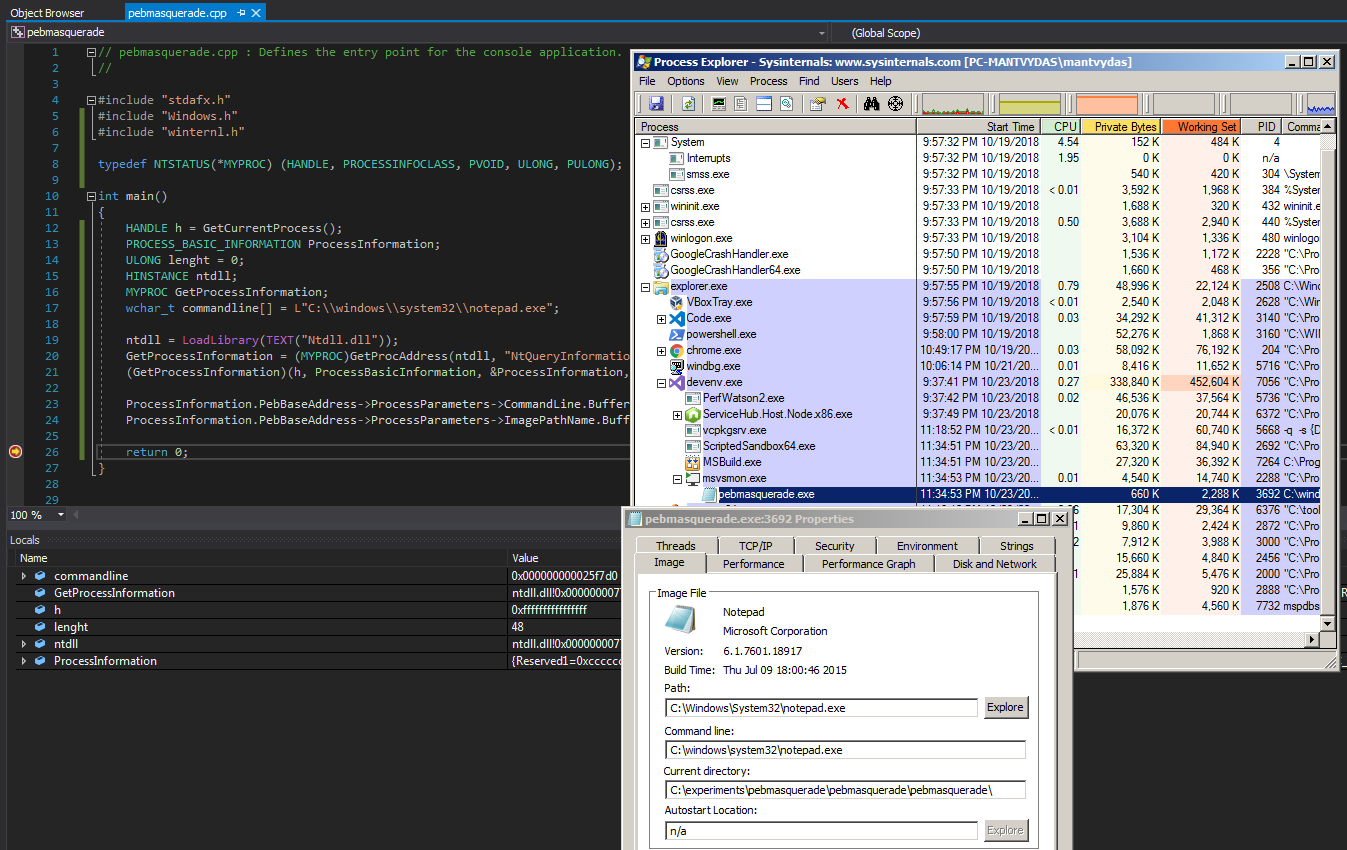 Object Browser
pebmasquerade.cpp
pebmasquerade
(Global Scope)
1 // pebmasquerade.cpp : Defines the entry point for the console application.
2 //
3
4 #include "stdafx.h"
5 #include "Windows.h"
6 #include "winternl.h"
7
8 typedef NTSTATUS(*MYPROC) (HANDLE, PROCESSINFOCLASS, PVOID, ULONG, PULONG);
9
10 int main()
11 {
12 HANDLE h = GetCurrentProcess();
13 PROCESS_BASIC_INFORMATION ProcessInformation;
14 ULONG lenght = 0;
15 HINSTANCE ntdll;
16 MYPROC GetProcessInformation;
17 wchar_t commandline[] = L"C:\\windows\\system32\\notepad.exe";
18
19 ntdll = LoadLibrary(TEXT("Ntdll.dll"));
20 GetProcessInformation = (MYPROC)GetProcAddress(ntdll, "NtQueryInformatio
21 (GetProcessInformation)(h, ProcessBasicInformation, &ProcessInformation,
22
23 ProcessInformation.PebBaseAddress->ProcessParameters->CommandLine.Buffer
24 ProcessInformation.PebBaseAddress->ProcessParameters->ImagePathName.Buff
25
26 return 0;
27 }
28
29
100 %
Locals
Name Value
commandline 0x000000000025f7d0
GetProcessInformation ntdll.dll!0x000000007
h 0xffffffffffffffff
lenght 48
ntdll ntdll.dll!0x000000007
ProcessInformation {Reserved1=0xcccccc
Process Explorer - Sysinternals: www.sysinternals.com [PC-MANTVYDAS\mantvydas]
File Options View Process Find Users Help
Process Start Time CPU Private Bytes Working Set PID Comma
System 9:57:32 PM 10/19/2018 4.54 152 K 484 K 4
Interrupts 9:57:32 PM 10/19/2018 1.95 0 K 0 K n/a
smss.exe 9:57:32 PM 10/19/2018 540 K 420 K 304 \System
csrss.exe 9:57:33 PM 10/19/2018 < 0.01 3,592 K 1,968 K 384 %System
wininit.exe 9:57:33 PM 10/19/2018 1,688 K 320 K 432 wininit.e
csrss.exe 9:57:33 PM 10/19/2018 0.50 3,688 K 2,940 K 440 %System
winlogon.exe 9:57:33 PM 10/19/2018 3,104 K 1,336 K 480 winlogo
GoogleCrashHandler.exe 9:57:50 PM 10/19/2018 1,536 K 1,172 K 2228 "C:\Pro
GoogleCrashHandler64.exe 9:57:50 PM 10/19/2018 1,660 K 468 K 356 "C:\Pro
explorer.exe 9:57:55 PM 10/19/2018 0.79 48,996 K 22,124 K 2508 C:\Wind
VBoxTray.exe 9:57:56 PM 10/19/2018 < 0.01 2,540 K 2,048 K 2628 "C:\Win
Code.exe 9:57:59 PM 10/19/2018 0.03 34,292 K 41,312 K 3140 "C:\Pro
powershell.exe 9:58:00 PM 10/19/2018 52,276 K 1,868 K 3160 "C:\WIN
chrome.exe 10:49:17 PM 10/19/20... 0.03 58,092 K 76,192 K 204 "C:\Pro
windbg.exe 10:06:14 PM 10/21/20... 0.01 8,416 K 11,652 K 5716 "C:\Pro
devenv.exe 9:37:41 PM 10/23/2018 0.27 338,840 K 452,604 K 7056 "C:\Pro
PerfWatson2.exe 9:37:42 PM 10/23/2018 0.02 46,536 K 37,564 K 5736 "C:\Pro
ServiceHub.Host.Node.x86.exe 9:37:49 PM 10/23/2018 20,076 K 20,744 K 6372 "C:\Pro
vcpkgsrv.exe 11:18:52 PM 10/23/20... < 0.01 16,372 K 60,740 K 5668 -q -s {D
ScriptedSandbox64.exe 11:34:51 PM 10/23/20... 63,320 K 84,940 K 2692 "C:\Pro
MSBuild.exe 11:34:51 PM 10/23/20... 27,320 K 36,392 K 7264 C:\Prog
msvsmon.exe 11:34:53 PM 10/23/20... 0.01 4,540 K 14,740 K 2288 "C:\Pro
pebmasquerade.exe 11:34:53 PM 10/23/20... 660 K 2,288 K 3692 C:\wind
17,304 K 29,364 K 6376 "C:\tool
9,860 K 2,424 K 2872 "C:\Pro
7,912 K 3,988 K 3000 "C:\Pro
15,660 K 4,840 K 2456 "C:\Pro
25,884 K 5,476 K 2000 "C:\Pro
1,576 K 920 K 2888 "C:\Pro
1,876 K 4,560 K 7732 mspdbs
pebmasquerade.exe:3692 Properties
Threads TCP/IP Security Environment Strings
Image Performance Performance Graph Disk and Network
Image File
Notepad
Microsoft Corporation
Version: 6.1.7601.18917
Build Time: Thu Jul 09 18:00:46 2015
Path:
C:\Windows\System32\notepad.exe Explore
Command line:
C:\windows\system32\notepad.exe
Current directory:
C:\experiments\pebmasquerade\pebmasquerade\pebmasquerade\
Autostart Location:
n/a Explore